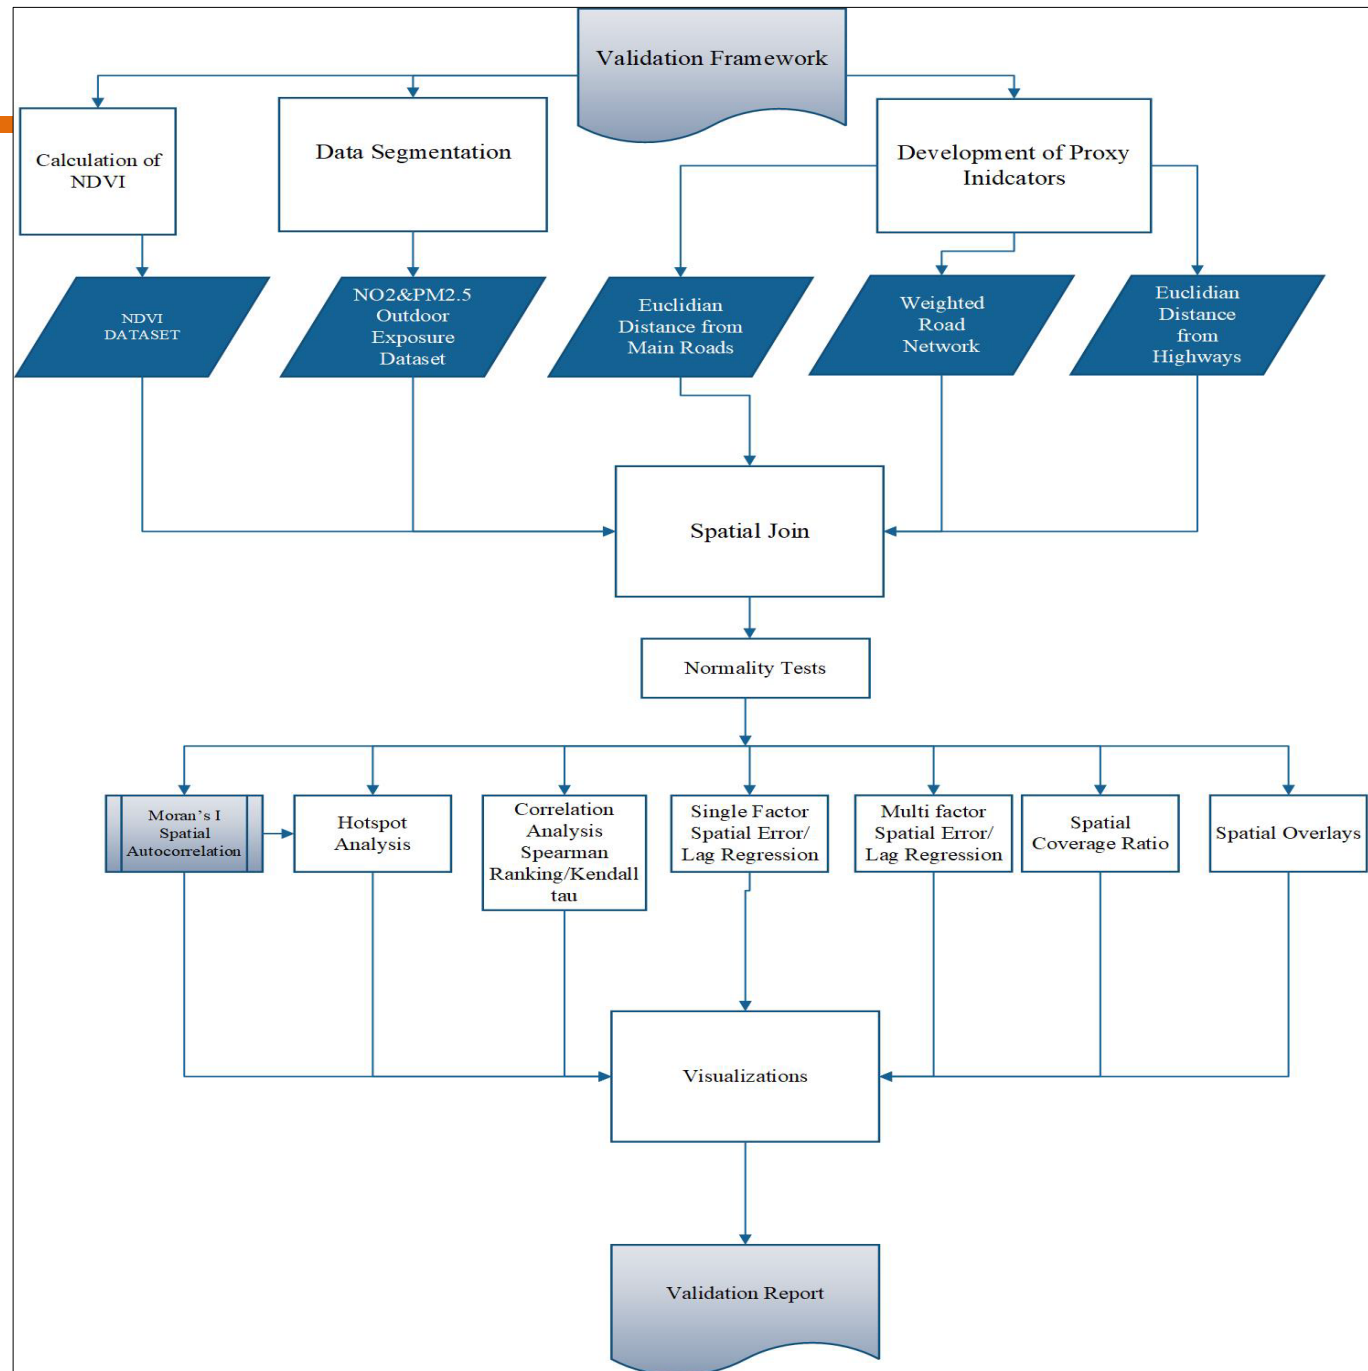 Validation Framework
Calculation of
NDVI
Data Segmentation
Development of Proxy
Inidcators
NDVI
DATASET
NO2&PM2.5
Outdoor
Exposure
Dataset
Euclidian
Distance from
Main Roads
Weighted
Road
Network
Euclidian
Distance
from
Highways
Spatial Join
Normality Tests
Moran's I
Spatial
Autocorrelation
Hotspot
Analysis
Correlation
Analysis
Spearman
Ranking/Kendall
tau
Single Factor
Spatial Error/
Lag Regression
Multi factor
Spatial Error/
Lag Regression
Spatial
Coverage Ratio
Spatial Overlays
Visualizations
Validation Report